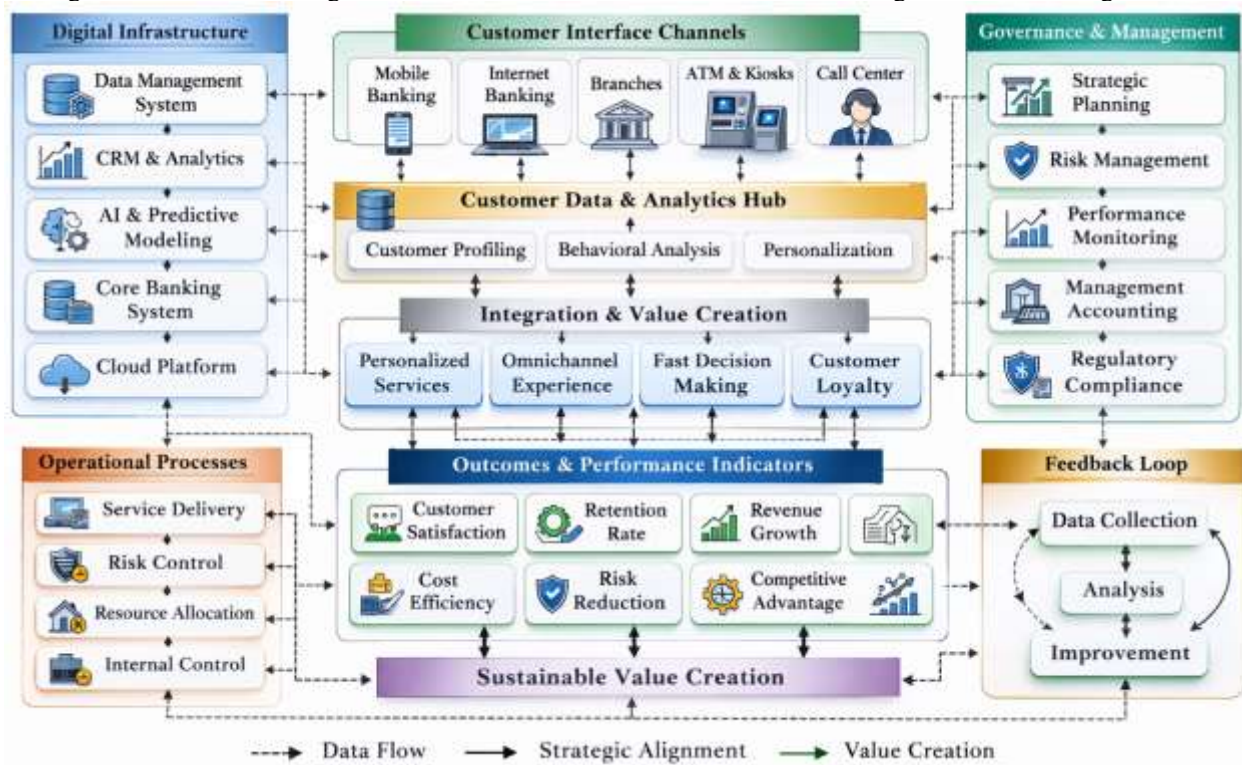 Digital Infrastructure
Data Management
System
CRM & Analytics
AI & Predictive
Modeling
Core Banking
System
Cloud Platform
Customer Interface Channels
Mobile
Banking
Internet
Banking
Branches
ATM & Kiosks
Call Center
Customer Data & Analytics Hub
Customer Profiling
Behavioral Analysis
Personalization
Integration & Value Creation
Personalized
Services
Omnichannel
Experience
Fast Decision
Making
Customer
Loyalty
Governance & Management
Strategic
Planning
Risk Management
Performance
Monitoring
Management
Accounting
Regulatory
Compliance
Operational Processes
Service Delivery
Risk Control
Resource Allocation
Internal Control
Outcomes & Performance Indicators
Customer
Satisfaction
Retention
Rate
Revenue
Growth
Cost
Efficiency
Risk
Reduction
Competitive
Advantage
Sustainable Value Creation
Feedback Loop
Data Collection
Analysis
Improvement
Data Flow
Strategic Alignment
Value Creation